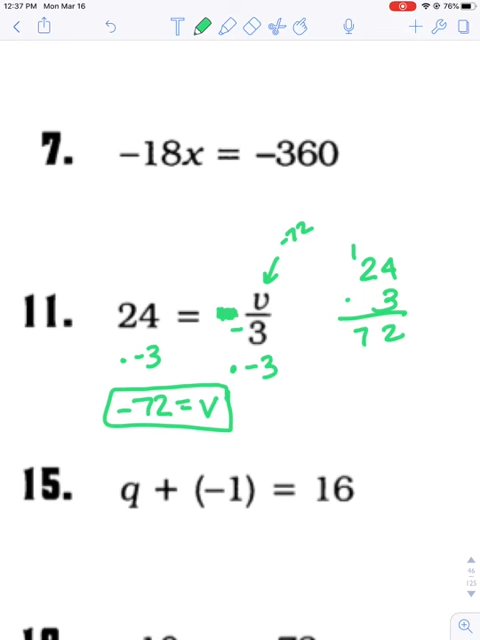 12:37 PM Mon Mar 16 76%
T
7. −18x = −360
-72
11. 24 = - v/3
· -3 · -3
-72 = v
1
24
· 3
72
15. q + (−1) = 16
46
123